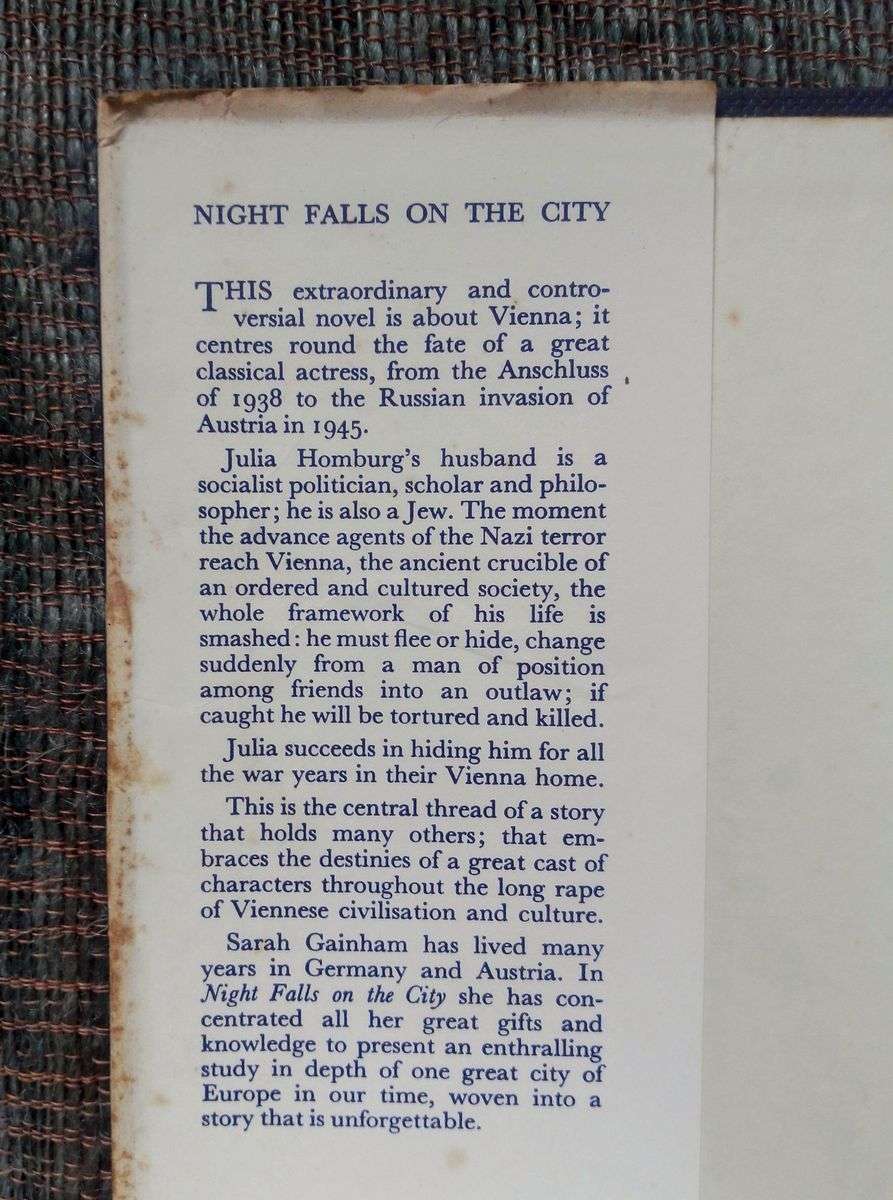 NIGHT FALLS ON THE CITY
THIS extraordinary and contro-
versial novel is about Vienna; it
centres round the fate of a great
classical actress, from the Anschluss
of 1938 to the Russian invasion of
Austria in 1945.
Julia Homburg's husband is a
socialist politician, scholar and philo-
sopher; he is also a Jew. The moment
the advance agents of the Nazi terror
reach Vienna, the ancient crucible of
an ordered and cultured society, the
whole framework of his life is
smashed: he must flee or hide, change
suddenly from a man of position
among friends into an outlaw; if
caught he will be tortured and killed.
Julia succeeds in hiding him for all
the war years in their Vienna home.
This is the central thread of a story
that holds many others; that em-
braces the destinies of a great cast of
characters throughout the long rape
of Viennese civilisation and culture.
Sarah Gainham has lived many
years in Germany and Austria. In
Night Falls on the City she has con-
centrated all her great gifts and
knowledge to present an enthralling
study in depth of one great city of
Europe in our time, woven into a
story that is unforgettable.